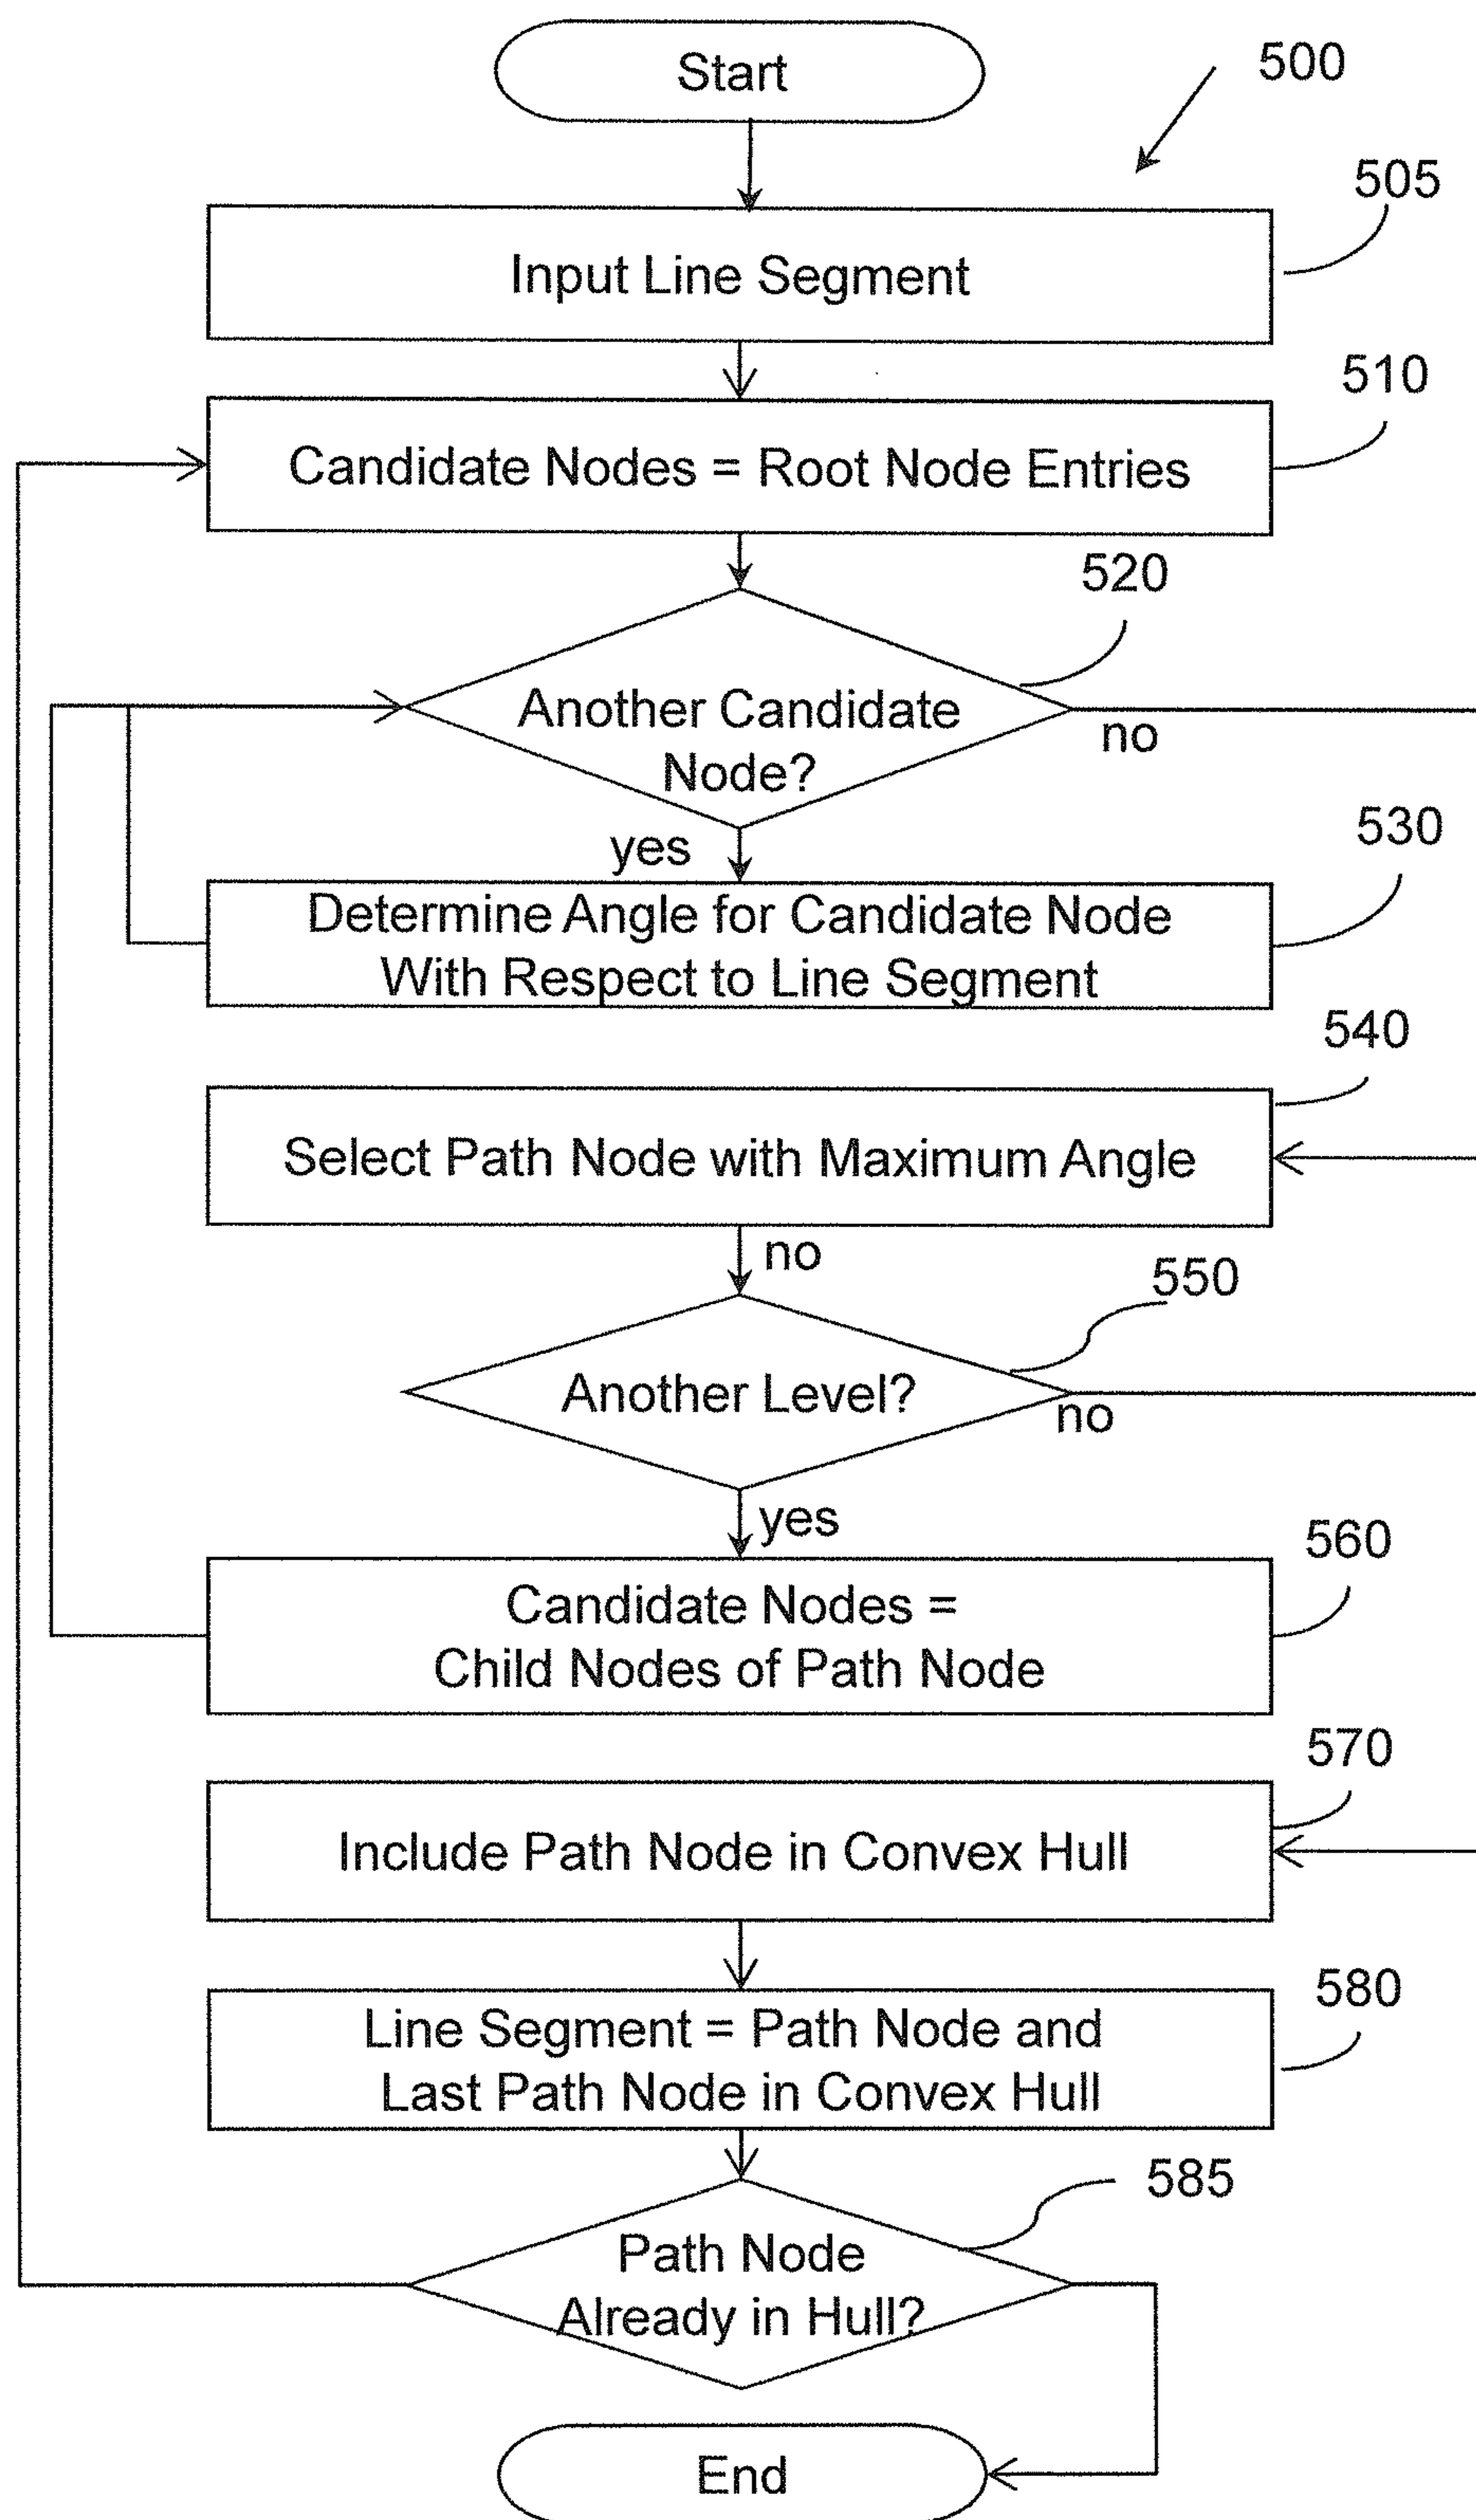 Start
500
505
Input Line Segment
510
Candidate Nodes = Root Node Entries
520
Another Candidate
Node?
no
yes
530
Determine Angle for Candidate Node
With Respect to Line Segment
540
Select Path Node with Maximum Angle
no
550
Another Level?
no
yes
560
Candidate Nodes =
Child Nodes of Path Node
570
Include Path Node in Convex Hull
580
Line Segment = Path Node and
Last Path Node in Convex Hull
585
Path Node
Already in Hull?
End